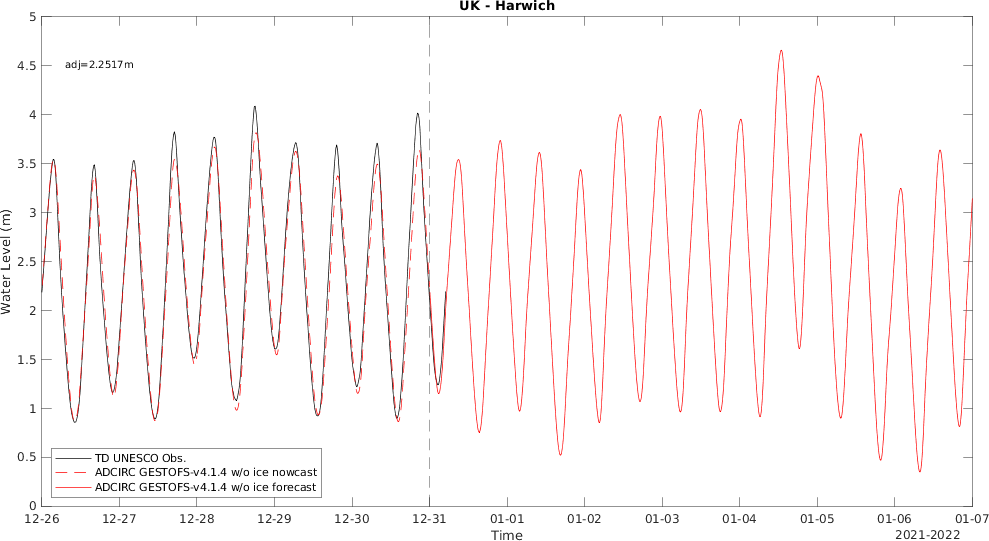 UK - Harwich
5
4.5
4
3.5
3
2.5
2
1.5
1
0.5
0
Water Level (m)
adj=2.2517m
TD UNESCO Obs.
ADCIRC GESTOFS-v4.1.4 w/o ice nowcast
ADCIRC GESTOFS-v4.1.4 w/o ice forecast
12-26 12-27 12-28 12-29 12-30 12-31 01-01 01-02 01-03 01-04 01-05 01-06 01-07
Time
2021-2022